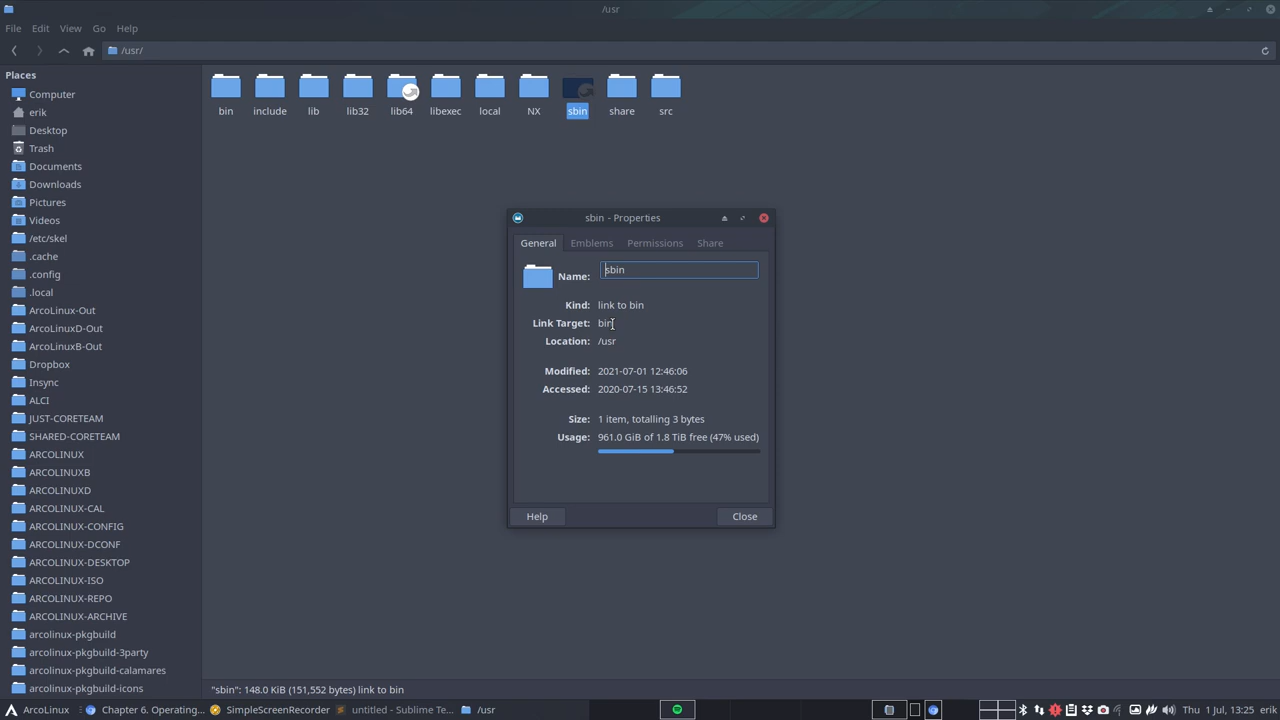 /usr
File Edit View Go Help
/usr/
Places
Computer
erik
Desktop
Trash
Documents
Downloads
Pictures
Videos
/etc/skel
.cache
.config
.local
ArcoLinux-Out
ArcoLinuxD-Out
ArcoLinuxB-Out
Dropbox
Insync
ALCI
JUST-CORETEAM
SHARED-CORETEAM
ARCOLINUX
ARCOLINUXB
ARCOLINUXD
ARCOLINUX-CAL
ARCOLINUX-CONFIG
ARCOLINUX-DCONF
ARCOLINUX-DESKTOP
ARCOLINUX-ISO
ARCOLINUX-REPO
ARCOLINUX-ARCHIVE
arcolinux-pkgbuild
arcolinux-pkgbuild-3party
arcolinux-pkgbuild-calamares
arcolinux-pkgbuild-icons
bin include lib lib32 lib64 libexec local NX sbin share src
sbin - Properties
General Emblems Permissions Share
Name: sbin
Kind: link to bin
Link Target: bin
Location: /usr
Modified: 2021-07-01 12:46:06
Accessed: 2020-07-15 13:46:52
Size: 1 item, totalling 3 bytes
Usage: 961.0 GiB of 1.8 TiB free (47% used)
Help Close
"sbin": 148.0 KiB (151,552 bytes) link to bin
ArcoLinux Chapter 6. Operating... SimpleScreenRecorder untitled - Sublime Te... /usr Thu 1 Jul, 13:25 erik